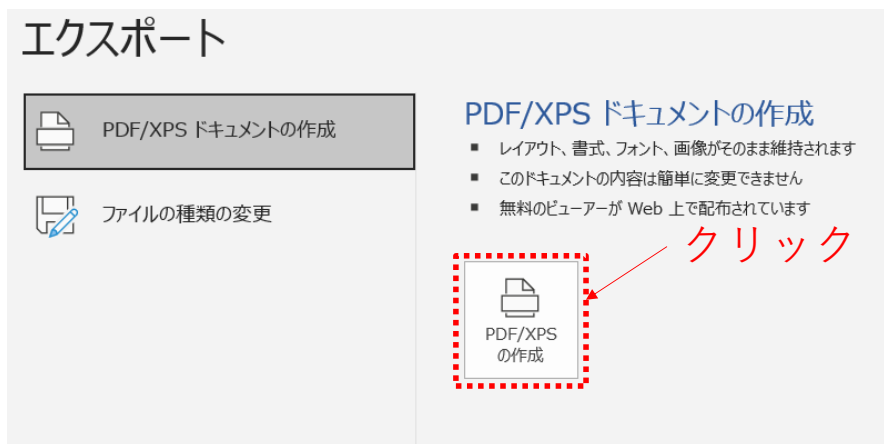 エクスポート
PDF/XPS ドキュメントの作成
ファイルの種類の変更
PDF/XPS ドキュメントの作成
▪ レイアウト、書式、フォント、画像がそのまま維持されます
▪ このドキュメントの内容は簡単に変更できません
▪ 無料のビューアーが Web 上で配布されています
クリック
PDF/XPS
の作成